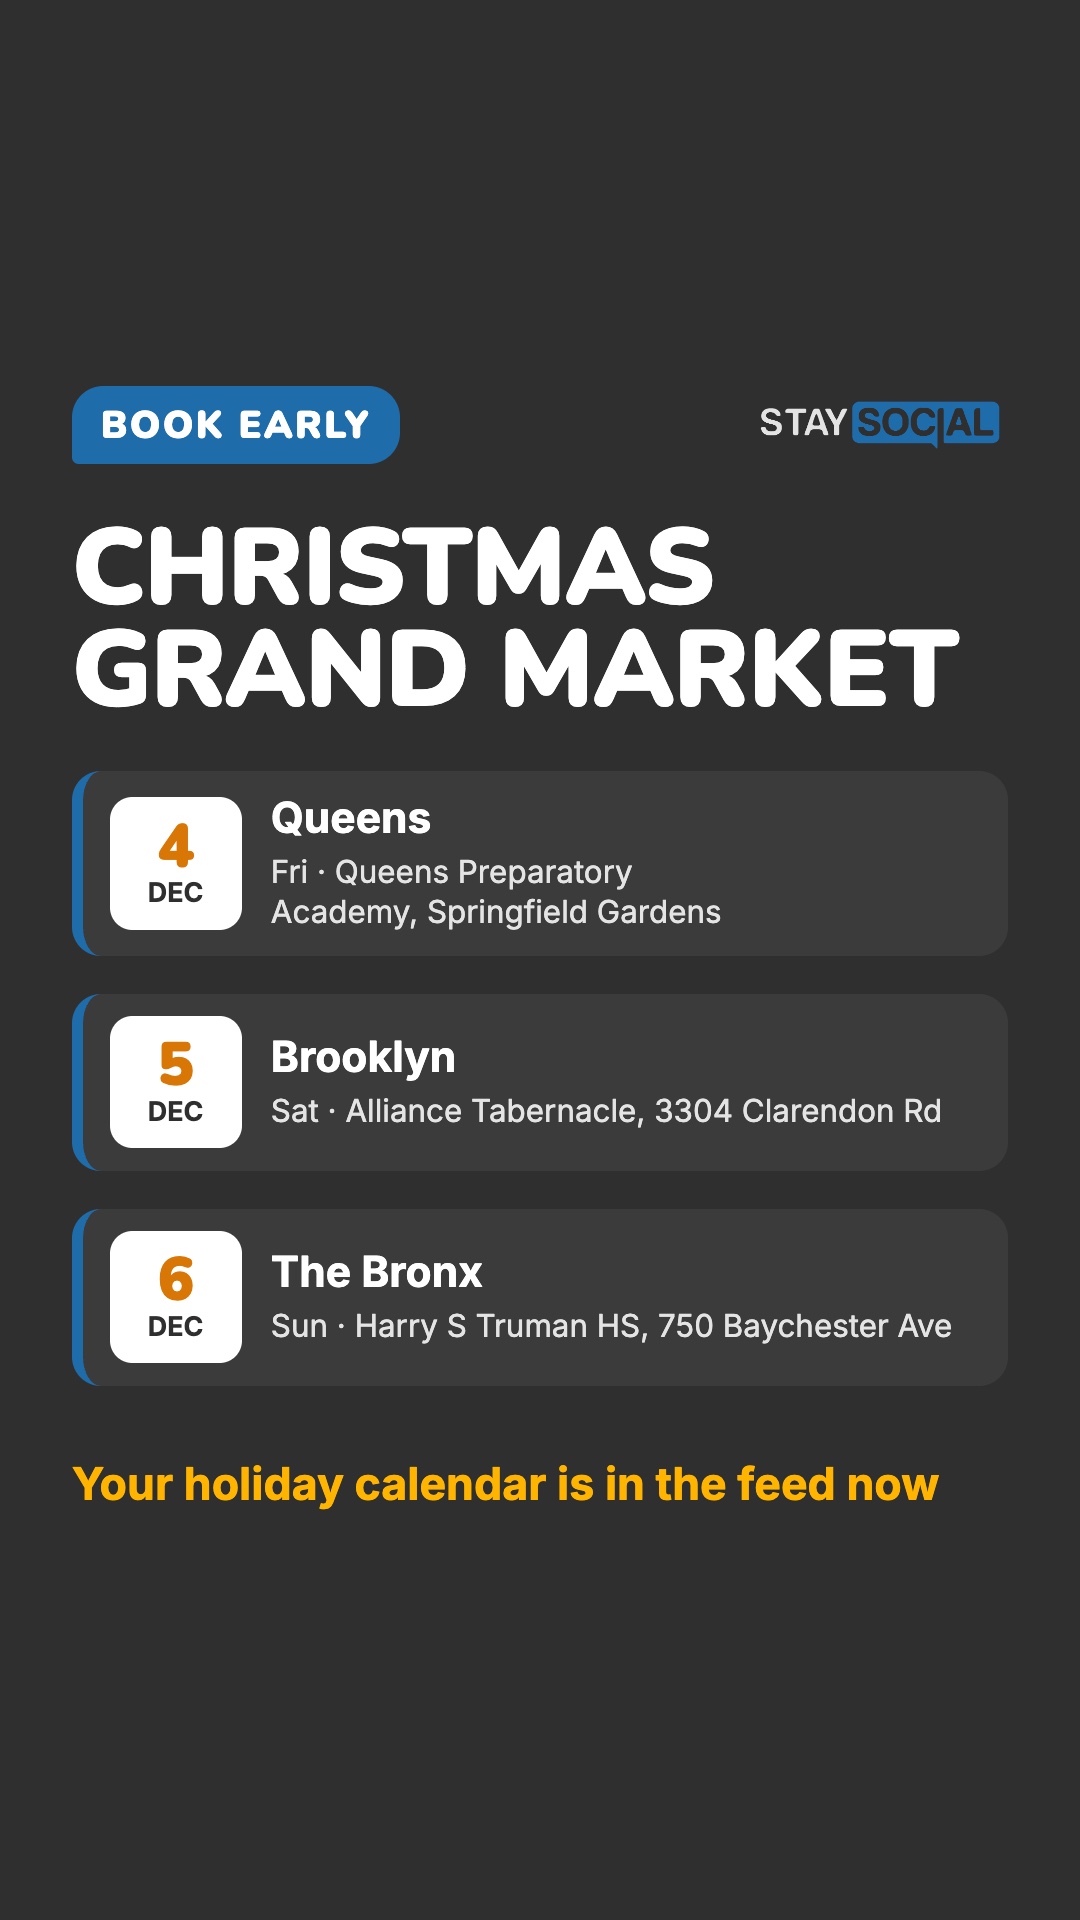 BOOK EARLY
STAY SOCIAL
CHRISTMAS
GRAND MARKET
4
DEC
Queens
Fri · Queens Preparatory
Academy, Springfield Gardens
5
DEC
Brooklyn
Sat · Alliance Tabernacle, 3304 Clarendon Rd
6
DEC
The Bronx
Sun · Harry S Truman HS, 750 Baychester Ave
Your holiday calendar is in the feed now